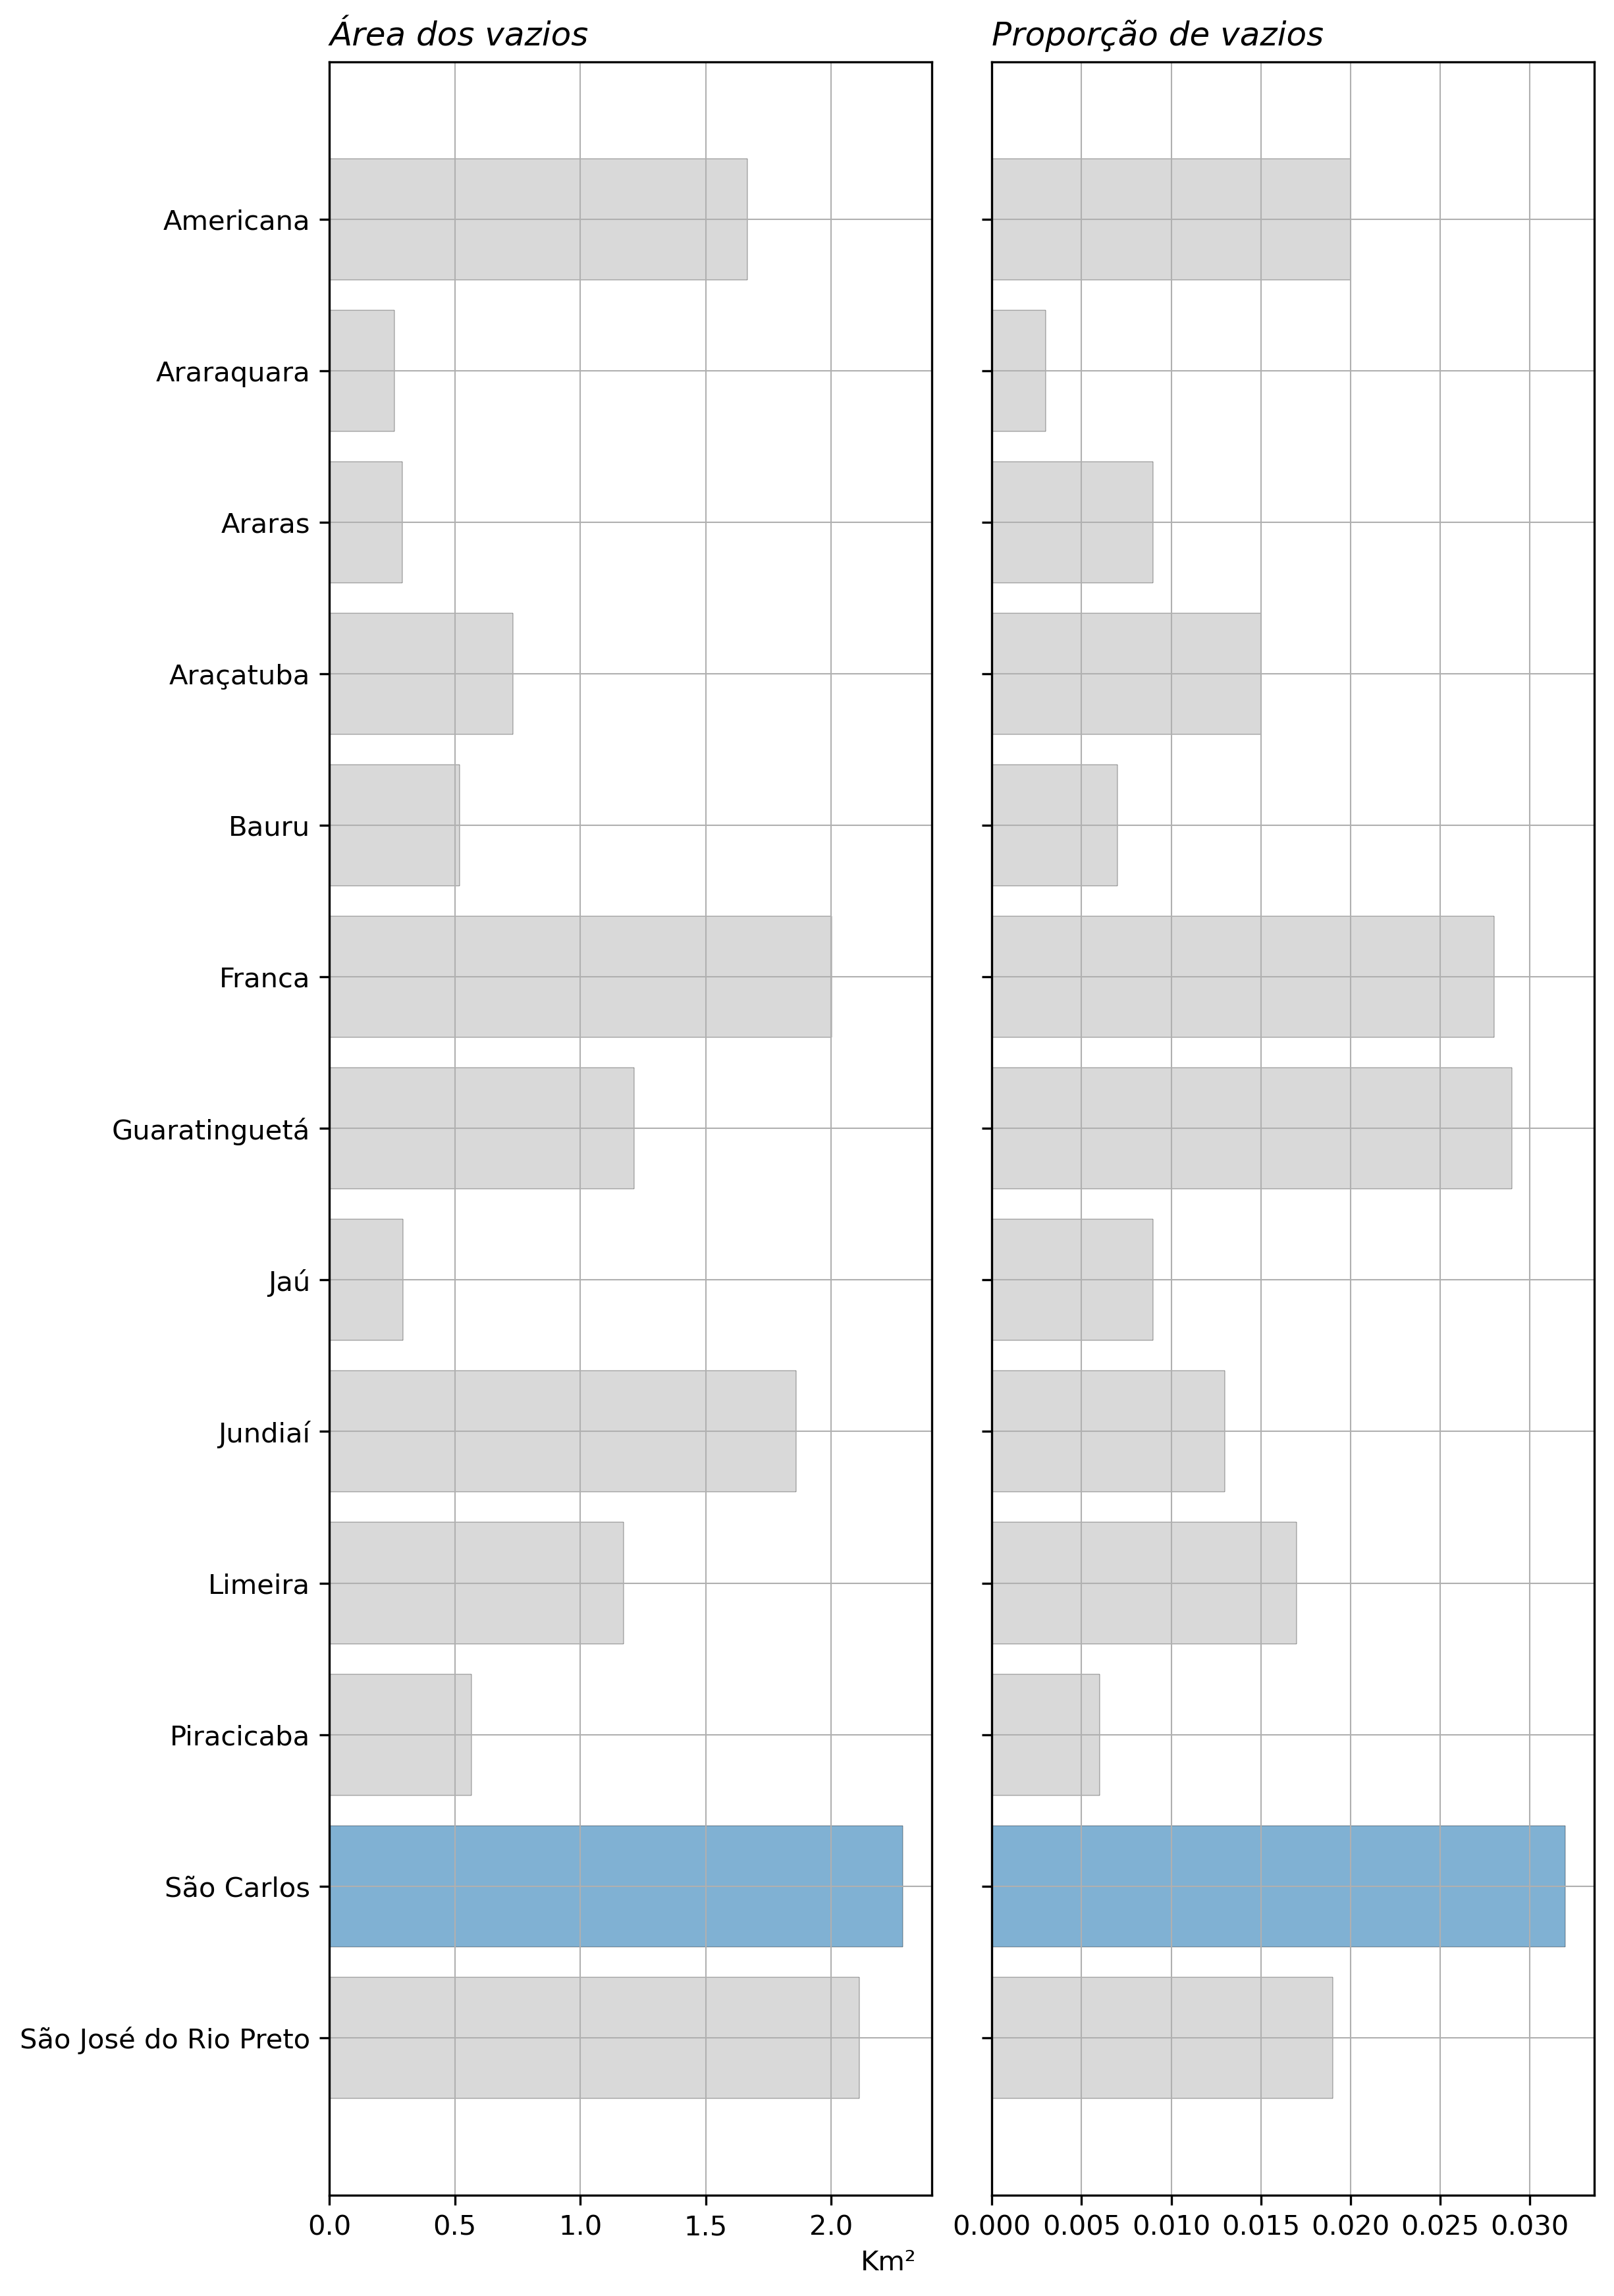 Área dos vazios
Proporção de vazios
Americana
Araraquara
Araras
Araçatuba
Bauru
Franca
Guaratinguetá
Jaú
Jundiaí
Limeira
Piracicaba
São Carlos
São José do Rio Preto
0.0 0.5 1.0 1.5 2.0
0.000 0.005 0.010 0.015 0.020 0.025 0.030
Km²